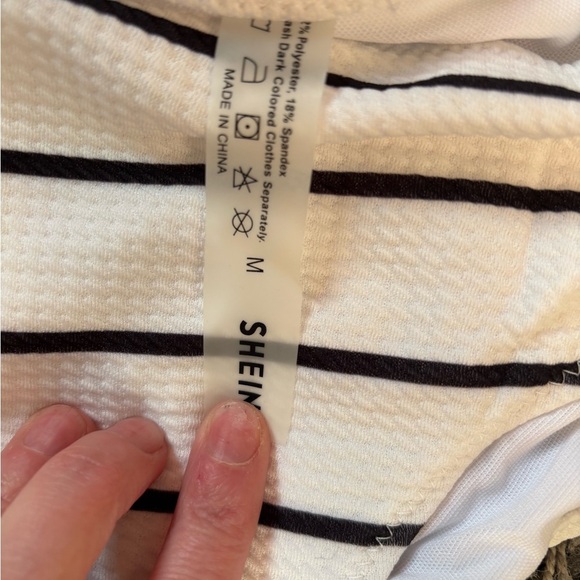 SHEIN
M
% Polyester, 18% Spandex
ash Dark Colored Clothes Separately.
MADE IN CHINA